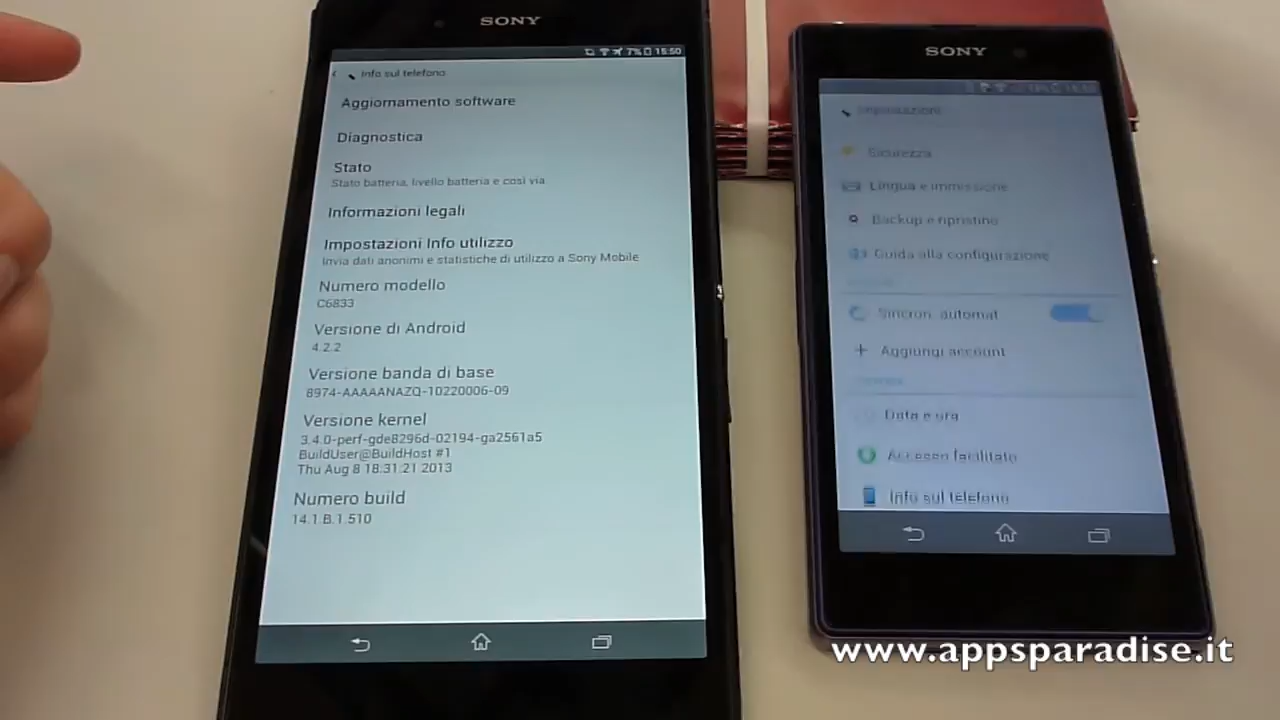 SONY
7% 15:50
Info sul telefono
Aggiornamento software
Diagnostica
Stato
Stato batteria, livello batteria e così via
Informazioni legali
Impostazioni Info utilizzo
Invia dati anonimi e statistiche di utilizzo a Sony Mobile
Numero modello
C6833
Versione di Android
4.2.2
Versione banda di base
8974-AAAAANAZQ-10220006-09
Versione kernel
3.4.0-perf-gde8296d-02194-ga2561a5
BuildUser@BuildHost #1
Thu Aug 8 18:31:21 2013
Numero build
14.1.B.1.510
SONY
Impostazioni
Sicurezza
Lingua e immissione
Backup e ripristino
Guida alla configurazione
Sincron. automat.
Aggiungi account
Data e ora
Accesso facilitato
Info sul telefono
www.appsparadise.it